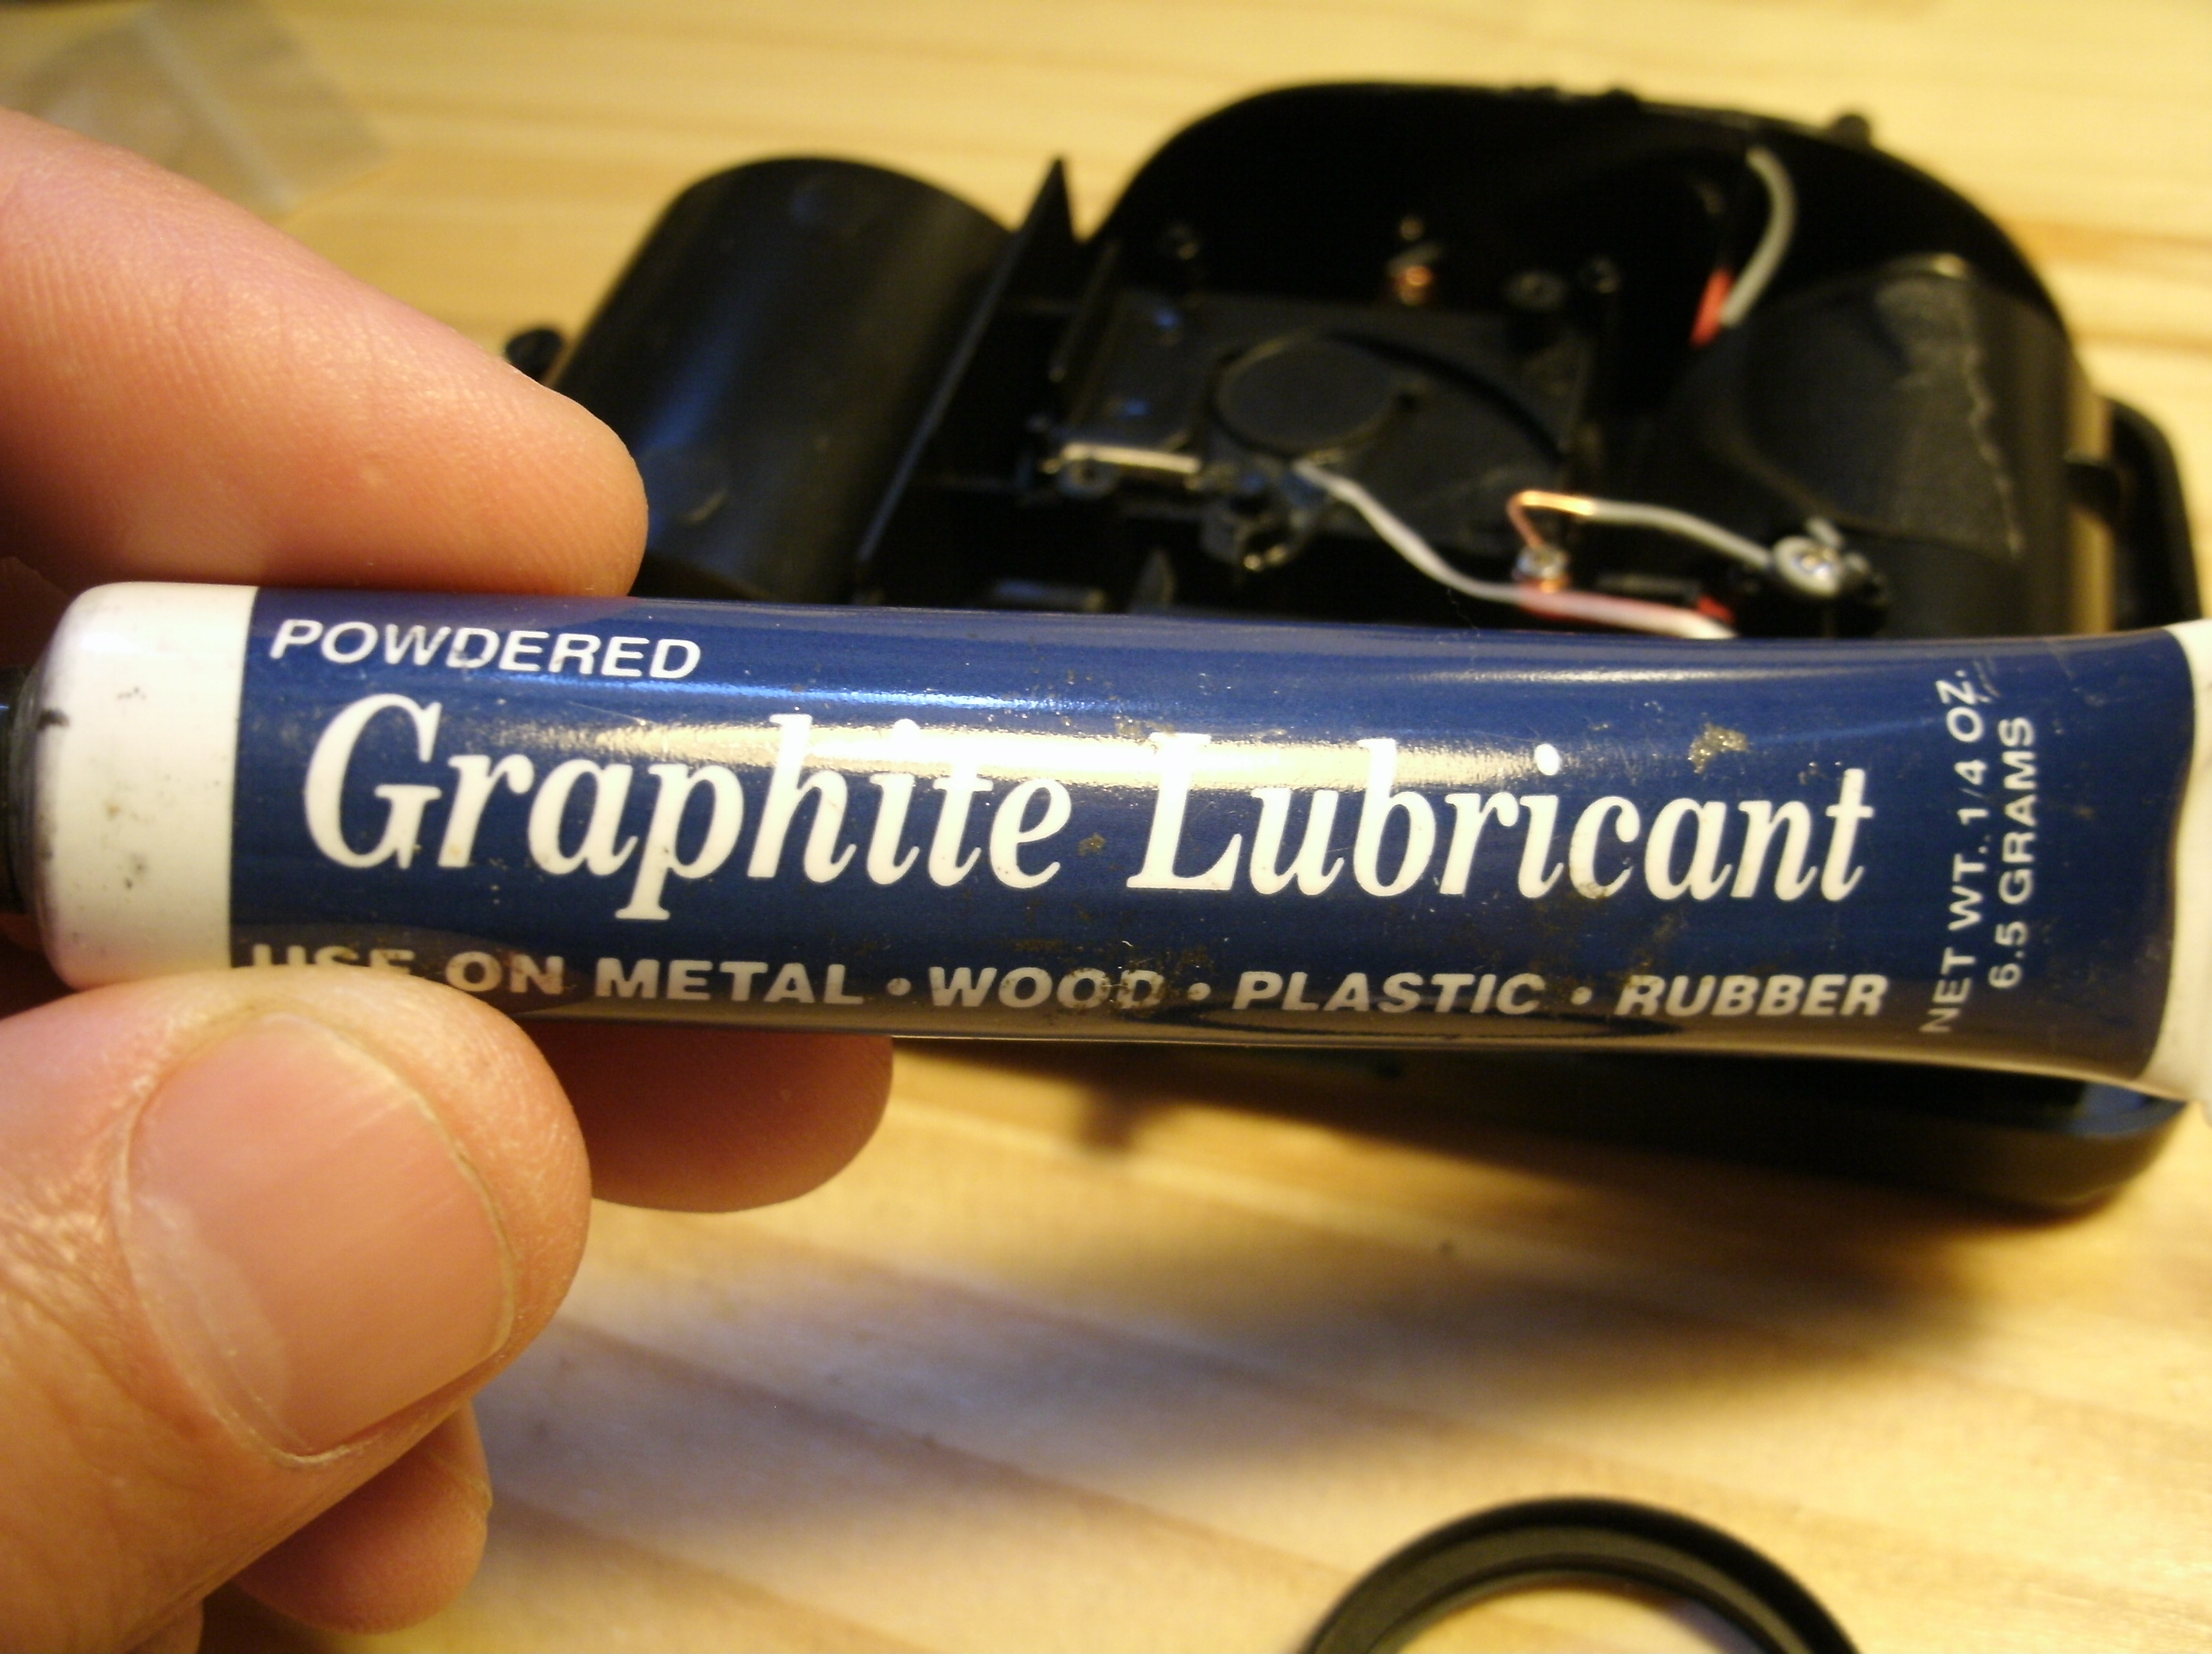 POWDERED
Graphite Lubricant
USE ON METAL • WOOD • PLASTIC • RUBBER
NET WT. 1/4 OZ.
6.5 GRAMS